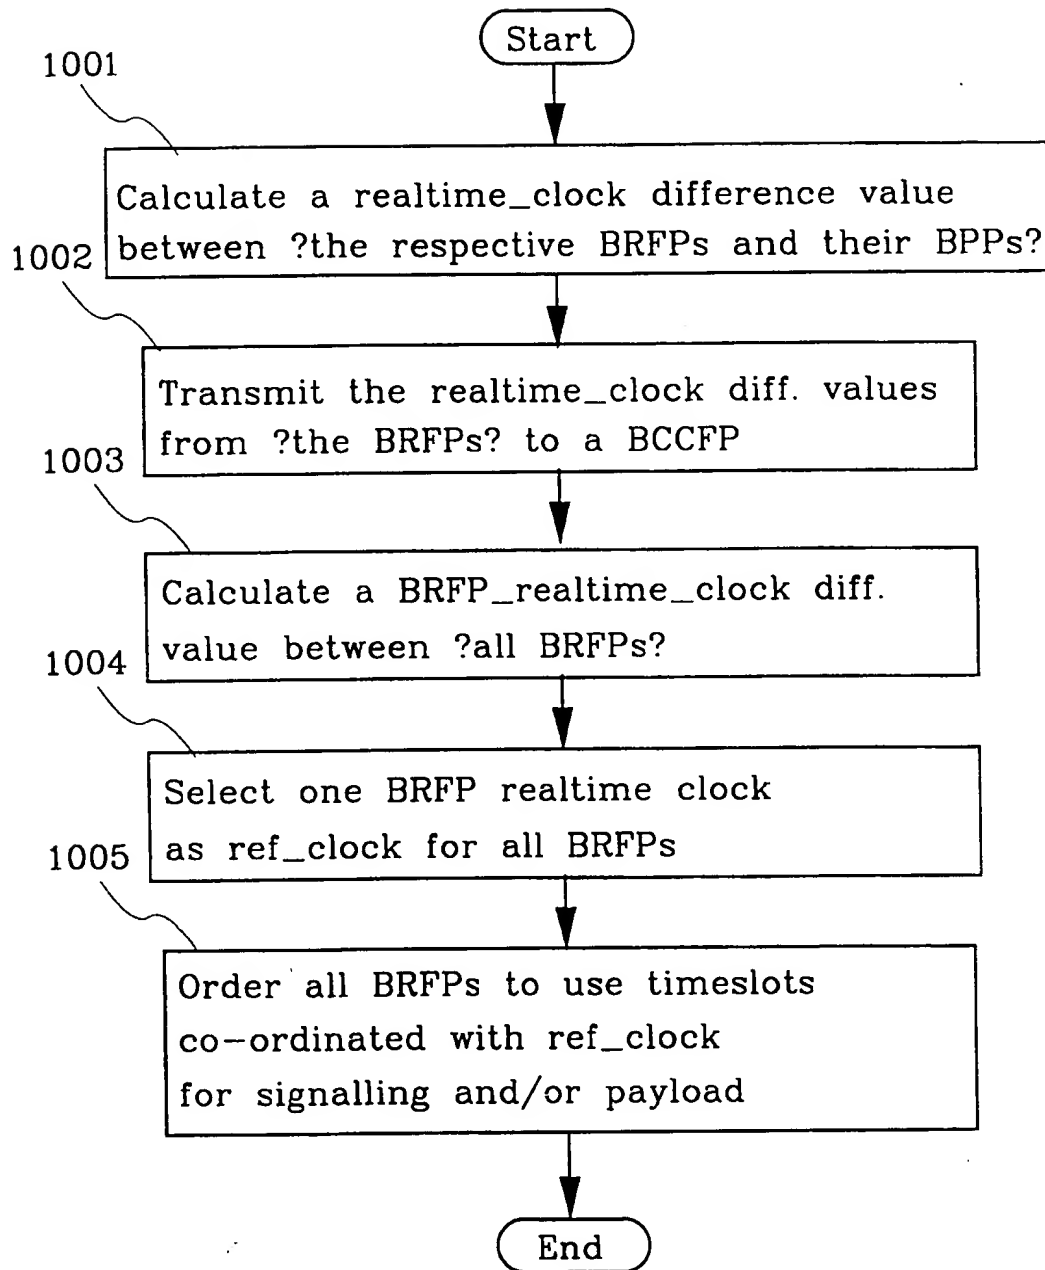 Start
1001
Calculate a realtime_clock difference value
between ?the respective BRFPs and their BPPs?
1002
Transmit the realtime_clock diff. values
from ?the BRFPs? to a BCCFP
1003
Calculate a BRFP_realtime_clock diff.
value between ?all BRFPs?
1004
Select one BRFP realtime clock
as ref_clock for all BRFPs
1005
Order all BRFPs to use timeslots
co-ordinated with ref_clock
for signalling and/or payload
End